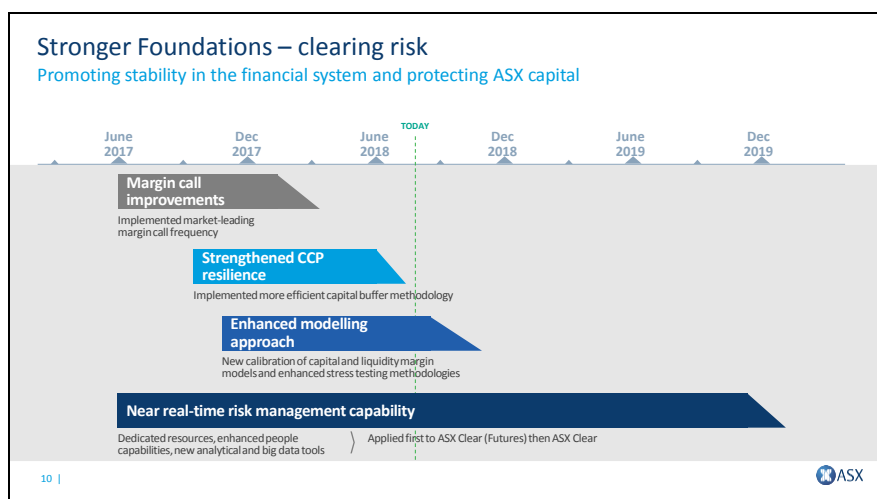 Stronger Foundations – clearing risk
Promoting stability in the financial system and protecting ASX capital
TODAY
June
2017
Dec
2017
June
2018
Dec
2018
June
2019
Dec
2019
Margin call
improvements
Implemented market-leading
margin call frequency
Strengthened CCP
resilience
Implemented more efficient capital buffer methodology
Enhanced modelling
approach
New calibration of capital and liquidity margin
models and enhanced stress testing methodologies
Near real-time risk management capability
Dedicated resources, enhanced people
capabilities, new analytical and big data tools
Applied first to ASX Clear (Futures) then ASX Clear
10 |
ASX